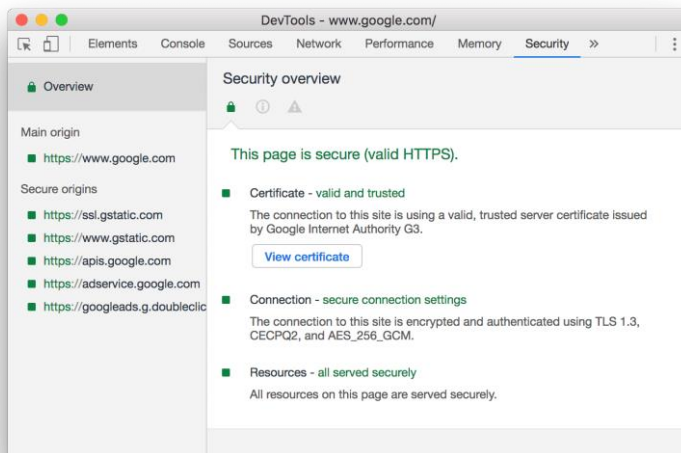 DevTools - www.google.com/
Elements Console Sources Network Performance Memory Security »
Overview
Main origin
https://www.google.com
Secure origins
https://ssl.gstatic.com
https://www.gstatic.com
https://apis.google.com
https://adservice.google.com
https://googleads.g.doubleclic
Security overview
This page is secure (valid HTTPS).
Certificate - valid and trusted
The connection to this site is using a valid, trusted server certificate issued
by Google Internet Authority G3.
View certificate
Connection - secure connection settings
The connection to this site is encrypted and authenticated using TLS 1.3,
CECPQ2, and AES_256_GCM.
Resources - all served securely
All resources on this page are served securely.